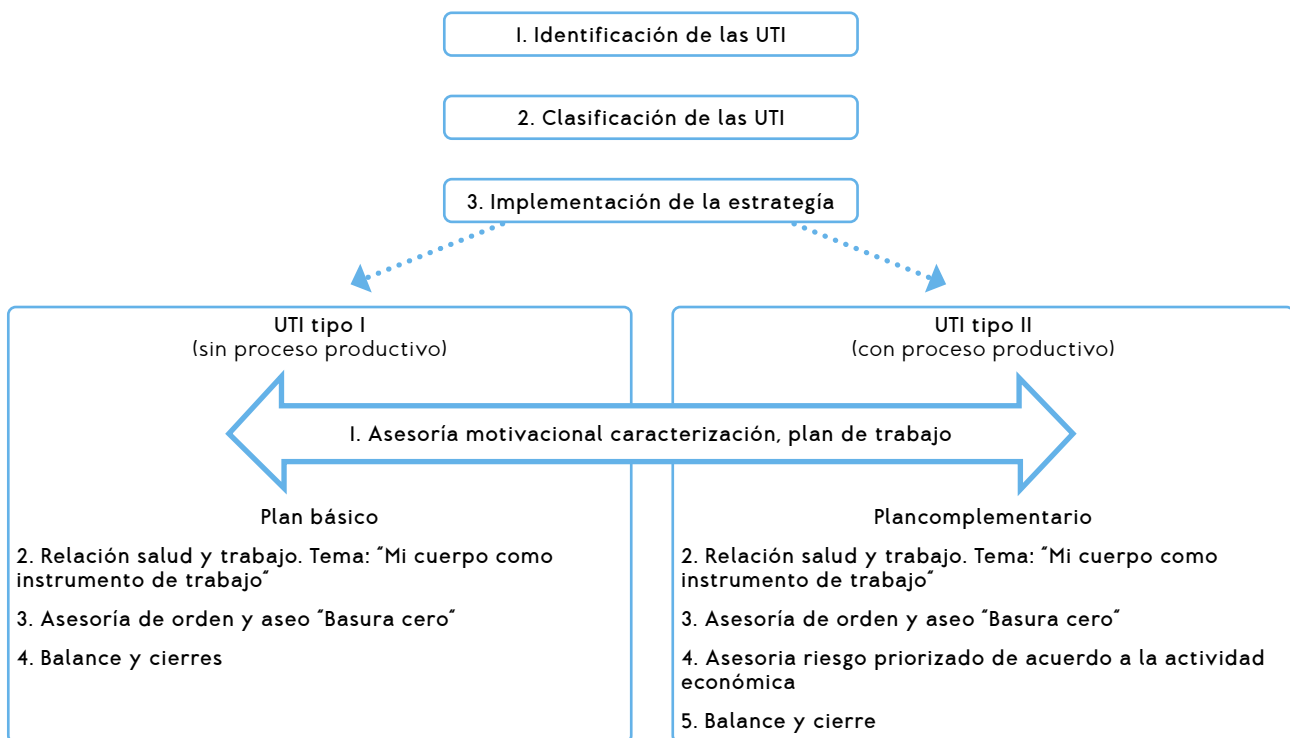 1. Identificación de las UTI
2. Clasificación de las UTI
3. Implementación de la estrategía
UTI tipo I
(sin proceso productivo)
UTI tipo II
(con proceso productivo)
1. Asesoría motivacional caracterización, plan de trabajo
Plan básico
2. Relación salud y trabajo. Tema: "Mi cuerpo como
instrumento de trabajo"
3. Asesoría de orden y aseo "Basura cero"
4. Balance y cierres
Plancomplementario
2. Relación salud y trabajo. Tema: "Mi cuerpo como
instrumento de trabajo"
3. Asesoría de orden y aseo "Basura cero"
4. Asesoria riesgo priorizado de acuerdo a la actividad
económica
5. Balance y cierre